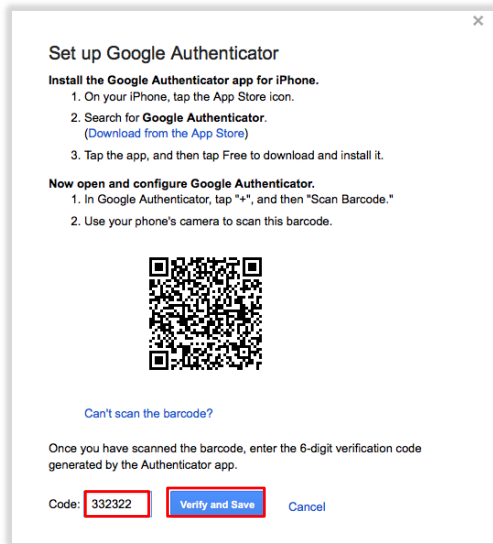 ×
Set up Google Authenticator
Install the Google Authenticator app for iPhone.
1. On your iPhone, tap the App Store icon.
2. Search for Google Authenticator.
(Download from the App Store)
3. Tap the app, and then tap Free to download and install it.
Now open and configure Google Authenticator.
1. In Google Authenticator, tap "+", and then "Scan Barcode."
2. Use your phone's camera to scan this barcode.
Can't scan the barcode?
Once you have scanned the barcode, enter the 6-digit verification code
generated by the Authenticator app.
Code: 332322 Verify and Save Cancel